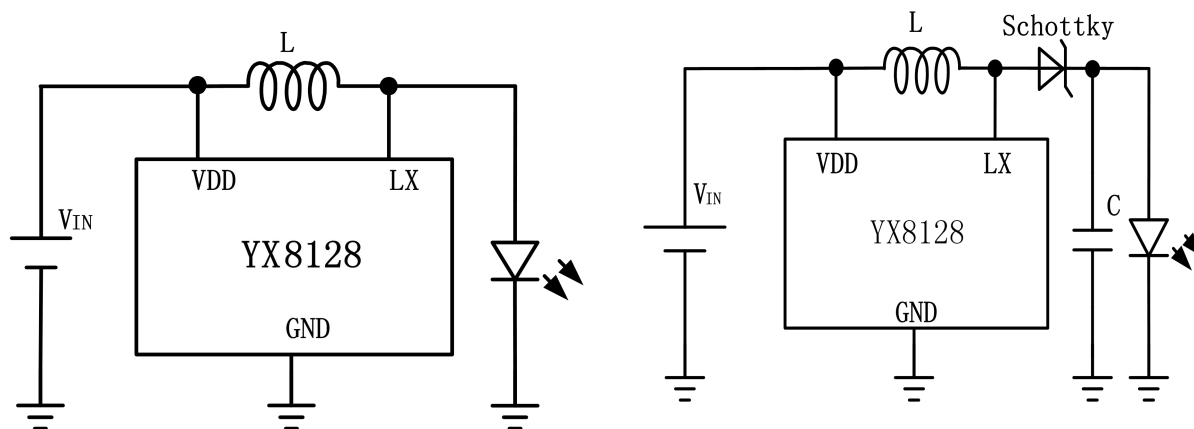 L
VDD
LX
VIN
YX8128
GND
L
Schottky
VDD
LX
VIN
YX8128
C
GND